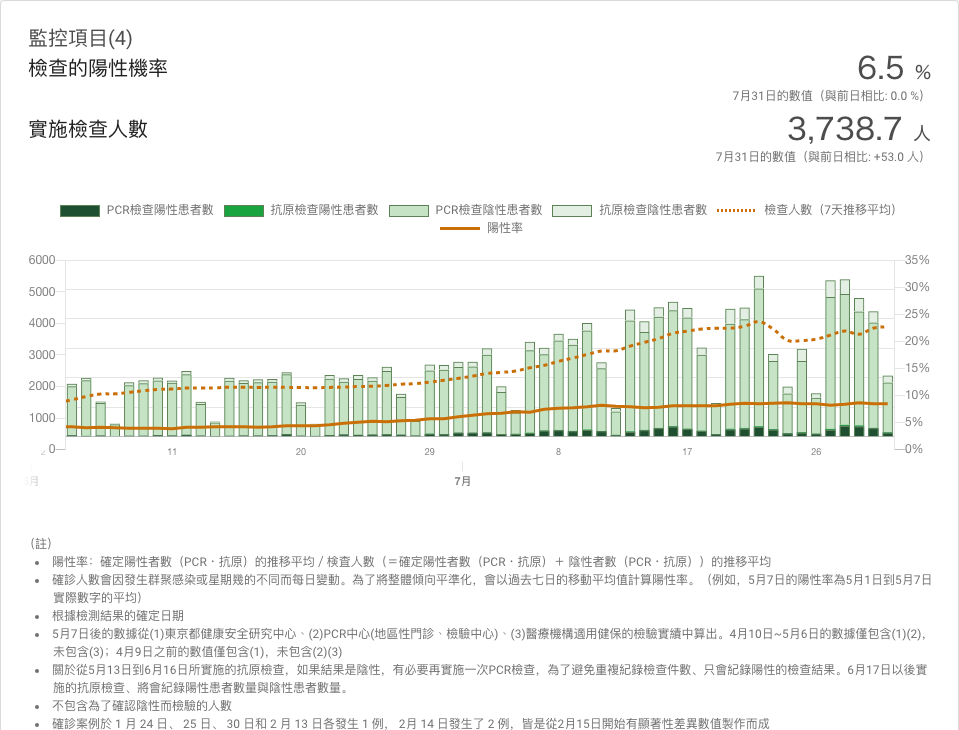 監控項目(4)
檢查的陽性機率
6.5 %
7月31日的數值（與前日相比: 0.0 %）
實施檢查人數
3,738.7 人
7月31日的數值（與前日相比: +53.0 人）
PCR檢查陽性患者數 抗原檢查陽性患者數 PCR檢查陰性患者數 抗原檢查陰性患者數 檢查人數（7天推移平均）
陽性率
6000 35%
5000 30%
4000 25%
3000 20%
2000 15%
1000 10%
0 5%
0%
2 11 20 29 8 17 26
月 7月
（註）
陽性率：確定陽性者數（PCR・抗原）的推移平均 / 檢查人數（＝確定陽性者數（PCR・抗原）＋ 陰性者數（PCR・抗原））的推移平均
確診人數會因發生群聚感染或星期幾的不同而每日變動。為了將整體傾向平準化，會以過去七日的移動平均值計算陽性率。（例如，5月7日的陽性率為5月1日到5月7日
實際數字的平均）
根據檢測結果的確定日期
5月7日後的數據從(1)東京都健康安全研究中心、(2)PCR中心(地區性門診、檢驗中心)、(3)醫療機構適用健保的檢驗實績中算出。4月10日~5月6日的數據僅包含(1)(2)，
未包含(3)；4月9日之前的數值僅包含(1)，未包含(2)(3)
關於從5月13日到6月16日所實施的抗原檢查，如果結果是陰性，有必要再實施一次PCR檢查，為了避免重複紀錄檢查件數、只會紀錄陽性的檢查結果。6月17日以後實
施的抗原檢查、將會紀錄陽性患者數量與陰性患者數量。
不包含為了確認陰性而檢驗的人數
確診案例於 1 月 24 日、 25 日、 30 日和 2 月 13 日各發生 1 例， 2月 14 日發生了 2 例，皆是從2月15日開始有顯著性差異數值製作而成